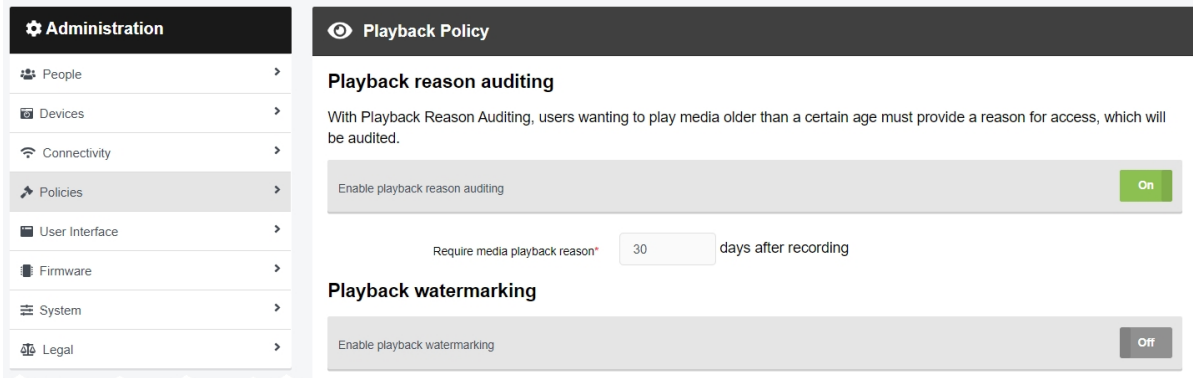 Administration
People
Devices
Connectivity
Policies
User Interface
Firmware
System
Legal
Playback Policy
Playback reason auditing
With Playback Reason Auditing, users wanting to play media older than a certain age must provide a reason for access, which will
be audited.
Enable playback reason auditing On
Require media playback reason* 30 days after recording
Playback watermarking
Enable playback watermarking Off